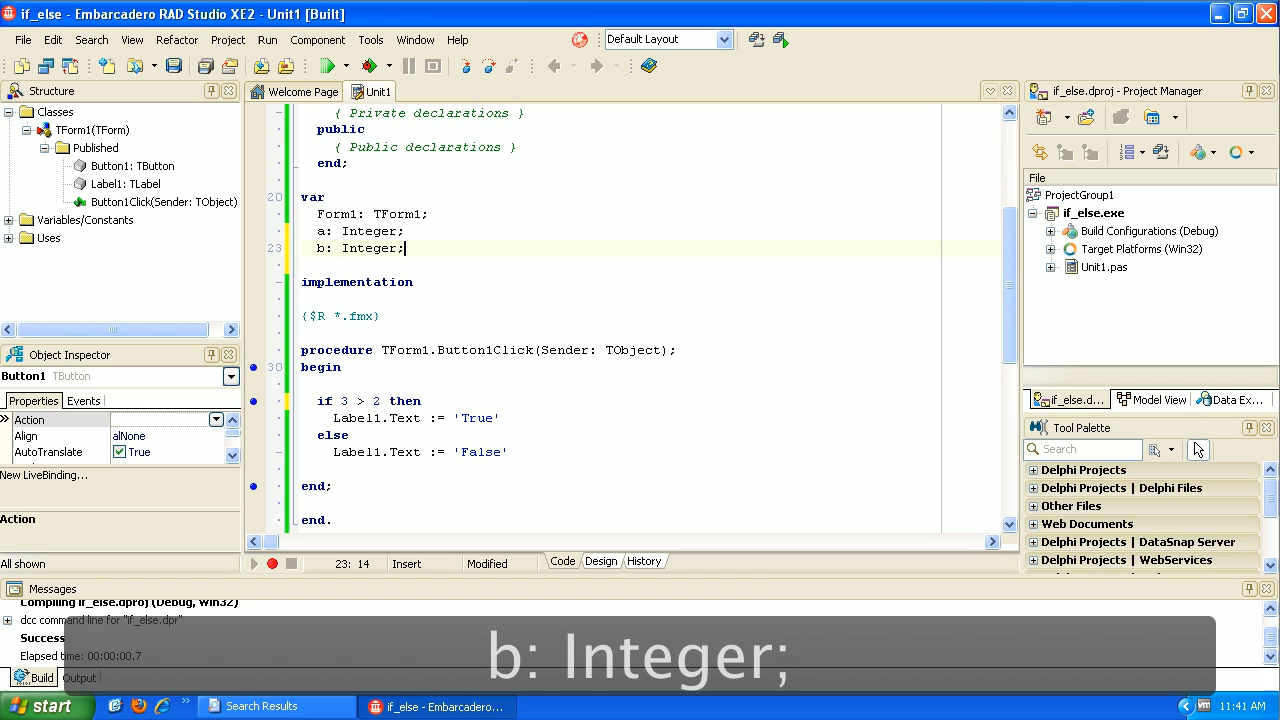 if_else - Embarcadero RAD Studio XE2 - Unit1 [Built]
File Edit Search View Refactor Project Run Component Tools Window Help
Default Layout
Structure
Classes
TForm1(TForm)
Published
Button1: TButton
Label1: TLabel
Button1Click(Sender: TObject)
Variables/Constants
Uses
Object Inspector
Button1 TButton
Properties Events
Action
Align alNone
AutoTranslate True
New LiveBinding...
Action
All shown
Welcome Page Unit1
{ Private declarations }
public
{ Public declarations }
end;
20 var
Form1: TForm1;
a: Integer;
23 b: Integer;
implementation
{$R *.fmx}
procedure TForm1.Button1Click(Sender: TObject);
30 begin
if 3 > 2 then
Label1.Text := 'True'
else
Label1.Text := 'False'
end;
end.
23: 14 Insert Modified Code Design History
if_else.dproj - Project Manager
File
ProjectGroup1
if_else.exe
Build Configurations (Debug)
Target Platforms (Win32)
Unit1.pas
if_else.d... Model View Data Ex...
Tool Palette
Search
Delphi Projects
Delphi Projects | Delphi Files
Other Files
Web Documents
Delphi Projects | DataSnap Server
Delphi Projects | WebServices
Messages
Compiling if_else.dproj (Debug, Win32)
dcc command line for "if_else.dpr"
Success
Elapsed time: 00:00:00.7
b: Integer;
Build Output
start Search Results if_else - Embarcadero... 11:41 AM